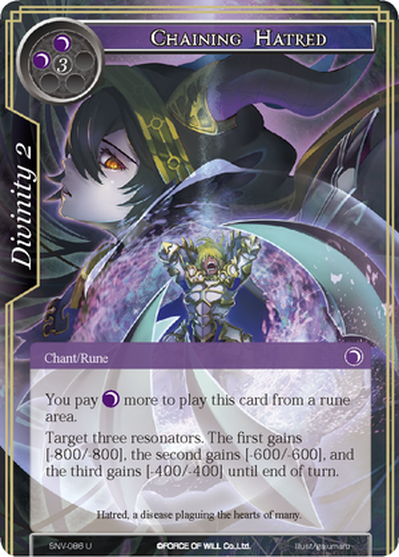 Chaining Hatred
3
Divinity 2
Chant/Rune
You pay more to play this card from a rune
area.
Target three resonators. The first gains
[-800/-800], the second gains [-600/-600], and
the third gains [-400/-400] until end of turn.
Hatred, a disease plaguing the hearts of many.
SNV-086 U
©FORCE OF WILL Co.,Ltd.